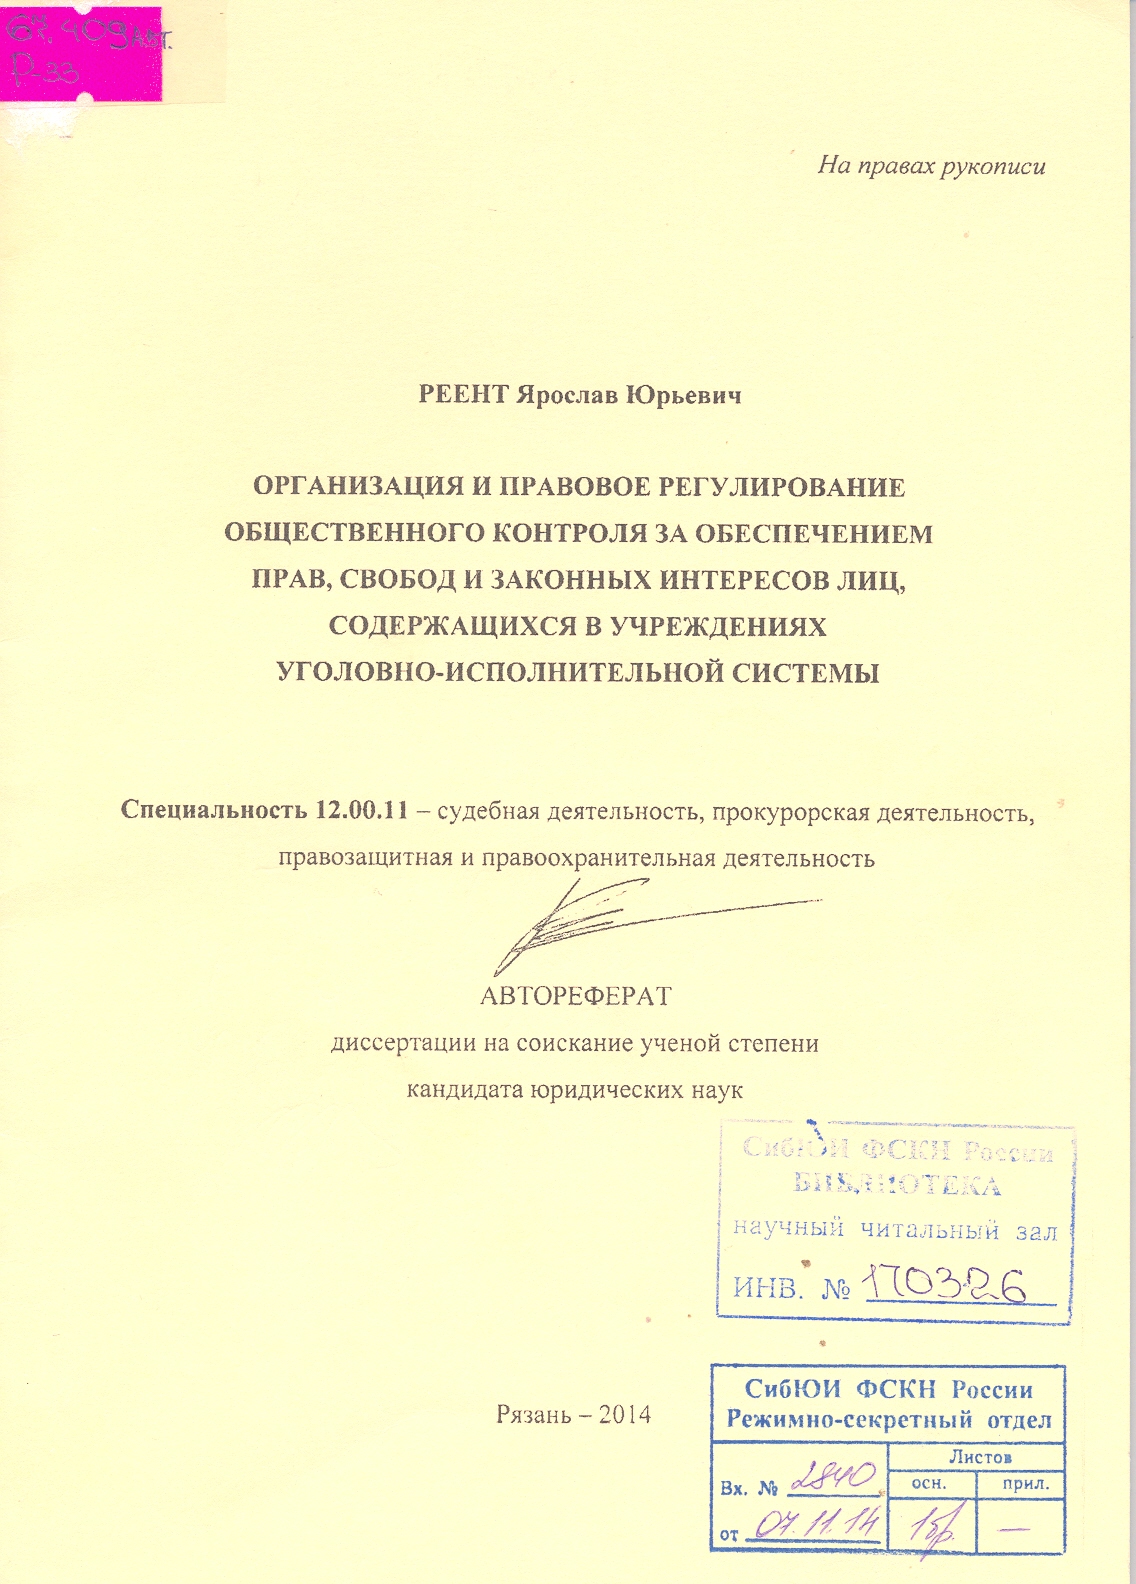 67.409Авт.
Р-33
На правах рукописи
РЕЕНТ Ярослав Юрьевич
ОРГАНИЗАЦИЯ И ПРАВОВОЕ РЕГУЛИРОВАНИЕ
ОБЩЕСТВЕННОГО КОНТРОЛЯ ЗА ОБЕСПЕЧЕНИЕМ
ПРАВ, СВОБОД И ЗАКОННЫХ ИНТЕРЕСОВ ЛИЦ,
СОДЕРЖАЩИХСЯ В УЧРЕЖДЕНИЯХ
УГОЛОВНО-ИСПОЛНИТЕЛЬНОЙ СИСТЕМЫ
Специальность 12.00.11 – судебная деятельность, прокурорская деятельность,
правозащитная и правоохранительная деятельность
АВТОРЕФЕРАТ
диссертации на соискание ученой степени
кандидата юридических наук
СибЮИ ФСКН России
БИБЛИОТЕКА
научный читальный зал
ИНВ. № 170326
Рязань – 2014
СибЮИ ФСКН России
Режимно-секретный отдел
Листов
Вх. № 2840 осн. прил.
от 07.11.14 —